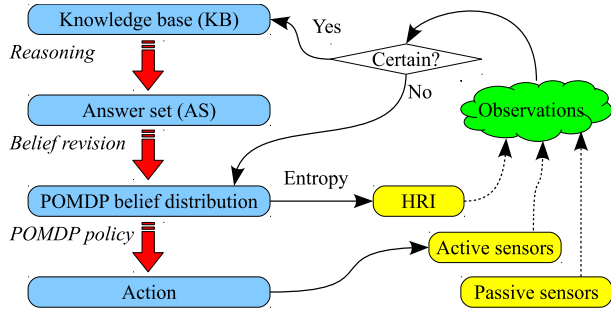 Knowledge base (KB)
Yes
Reasoning
Certain?
No
Answer set (AS)
Observations
Belief revision
POMDP belief distribution
Entropy
HRI
POMDP policy
Active sensors
Action
Passive sensors